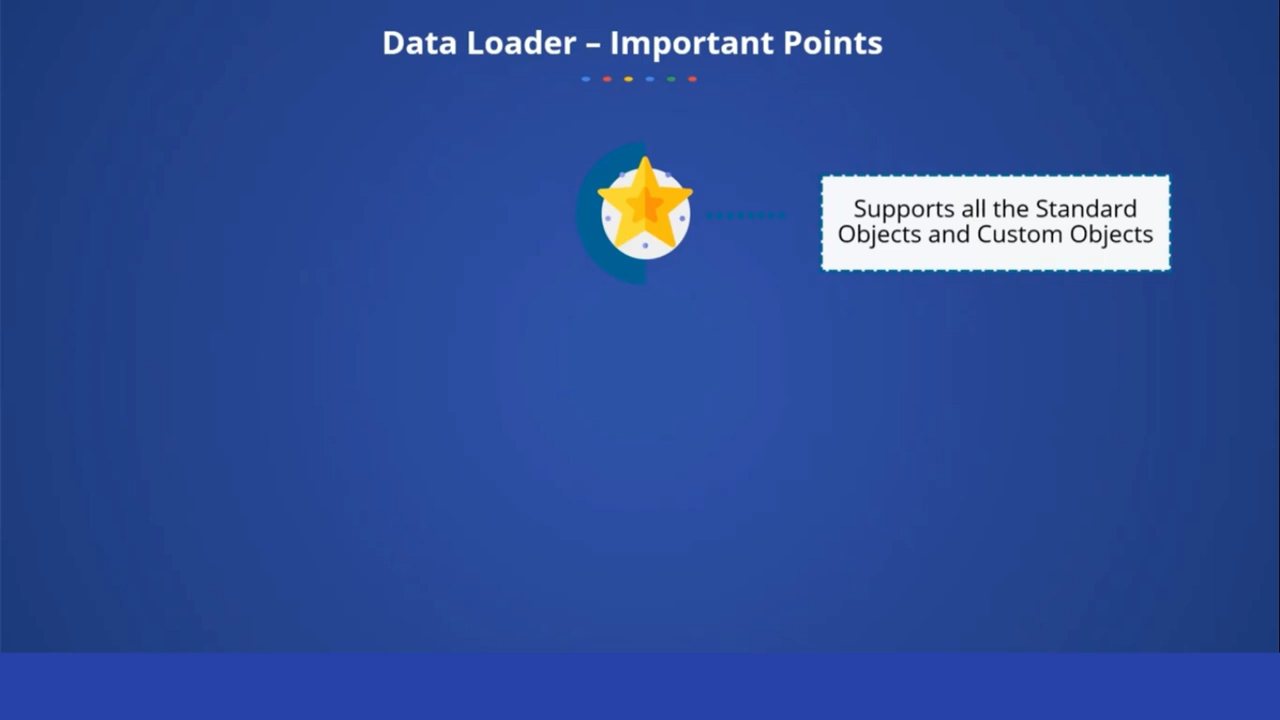 Data Loader – Important Points
Supports all the Standard
Objects and Custom Objects